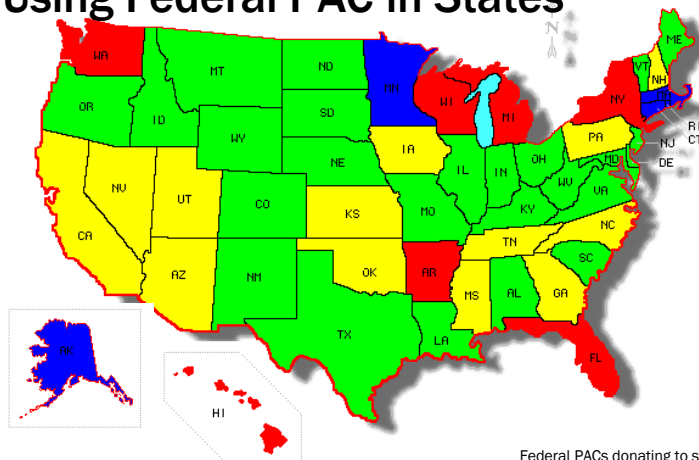 Using Federal PAC in States
WA
MT
ND
MN
ME
VT
NH
OR
ID
WY
SD
WI
MI
NY
R
CT
NV
UT
CO
NE
IA
IL
IN
OH
PA
NJ
MD
DE
CA
AZ
NM
KS
MO
KY
WV
VA
OK
AR
TN
NC
SC
TX
LA
MS
AL
GA
FL
AK
HI
Federal PACs donating to s